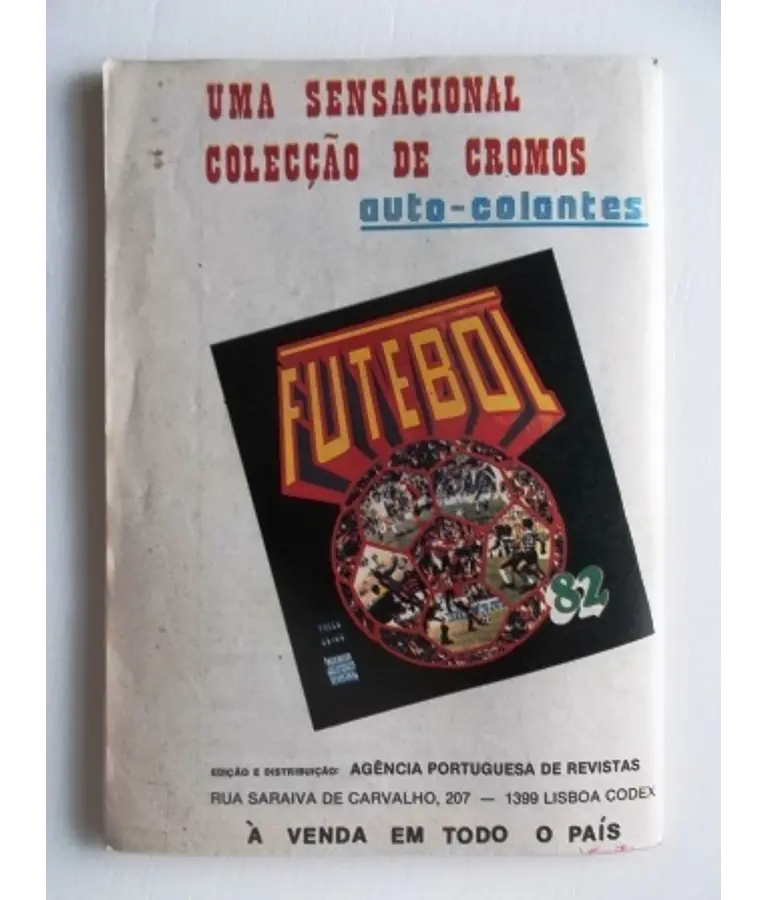 UMA SENSACIONAL
COLECÇÃO DE CROMOS
auto-colantes
FUTEBOL
82
EDIÇÃO E DISTRIBUIÇÃO: AGÊNCIA PORTUGUESA DE REVISTAS
RUA SARAIVA DE CARVALHO, 207 — 1399 LISBOA CODEX
À VENDA EM TODO O PAÍS